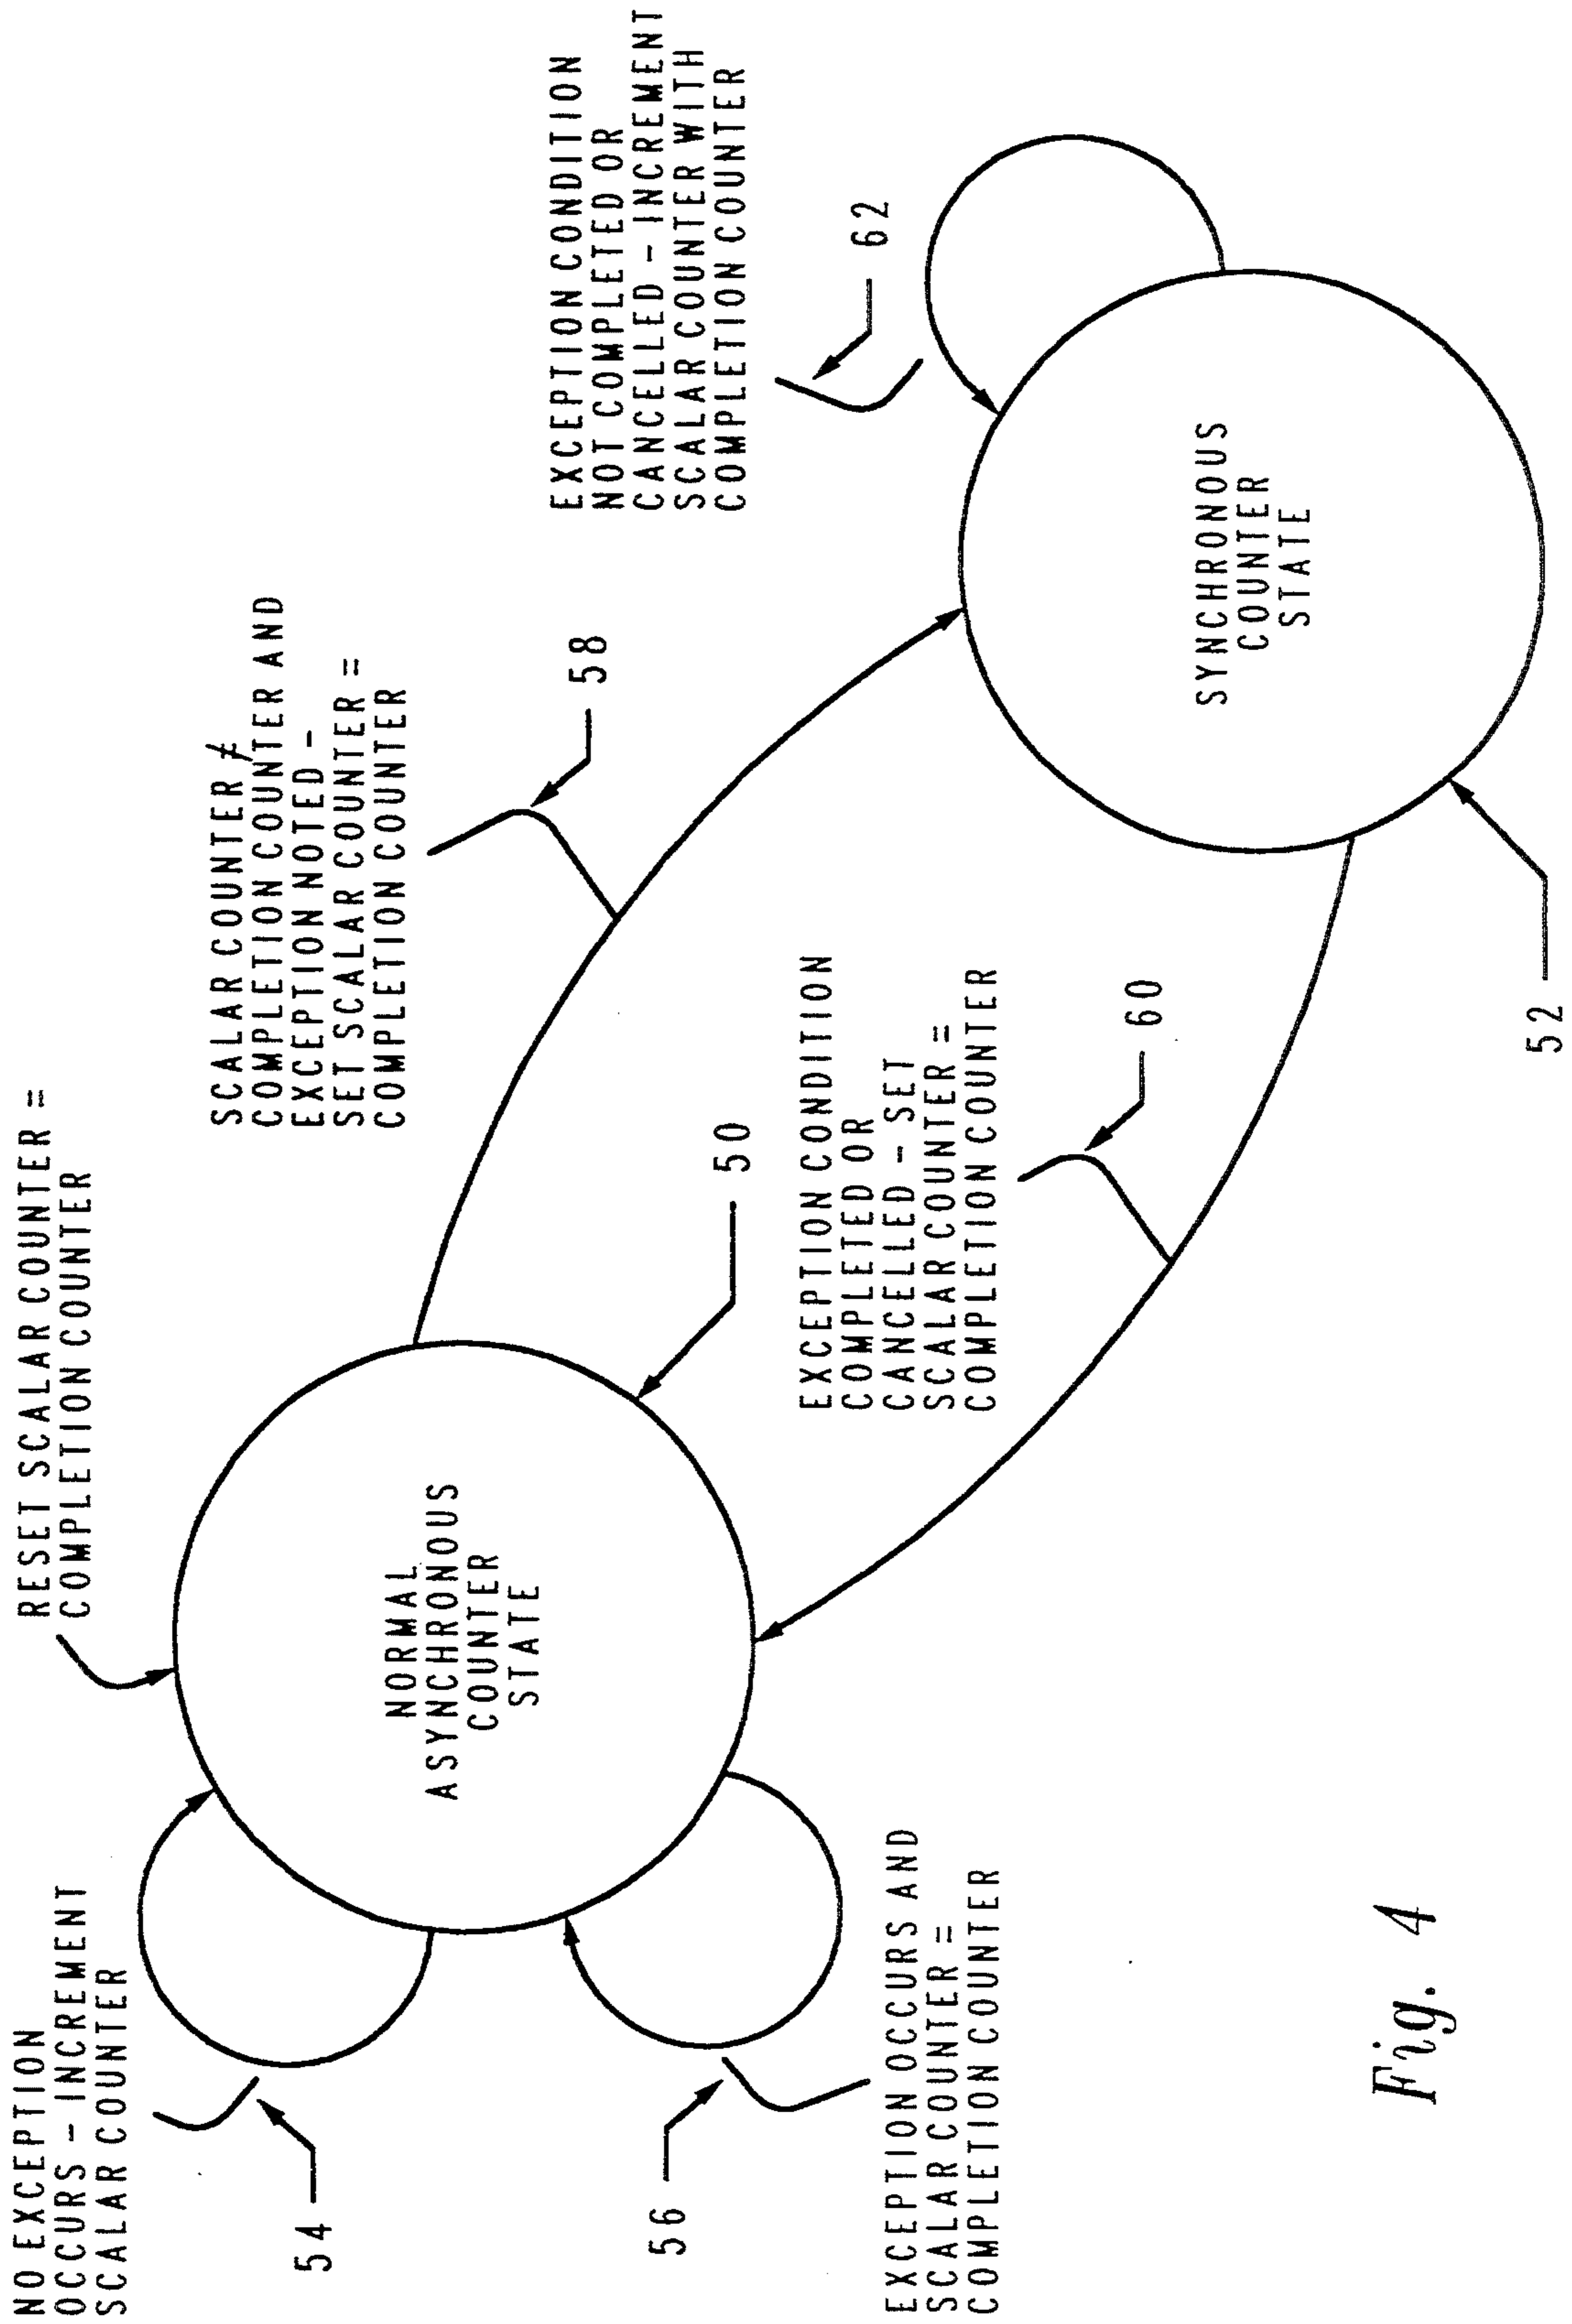 NO EXCEPTION
OCCURS - INCREMENT
SCALAR COUNTER
54
RESET SCALAR COUNTER =
COMPLETION COUNTER
NORMAL
ASYNCHRONOUS
COUNTER
STATE
50
56
EXCEPTION OCCURS AND
SCALAR COUNTER =
COMPLETION COUNTER
SCALAR COUNTER ≠
COMPLETION COUNTER AND
EXCEPTION NOTED -
SET SCALAR COUNTER =
COMPLETION COUNTER
58
EXCEPTION CONDITION
COMPLETED OR
CANCELLED - SET
SCALAR COUNTER =
COMPLETION COUNTER
60
EXCEPTION CONDITION
NOT COMPLETED OR
CANCELLED - INCREMENT
SCALAR COUNTER WITH
COMPLETION COUNTER
62
SYNCHRONOUS
COUNTER
STATE
52
Fig. 4